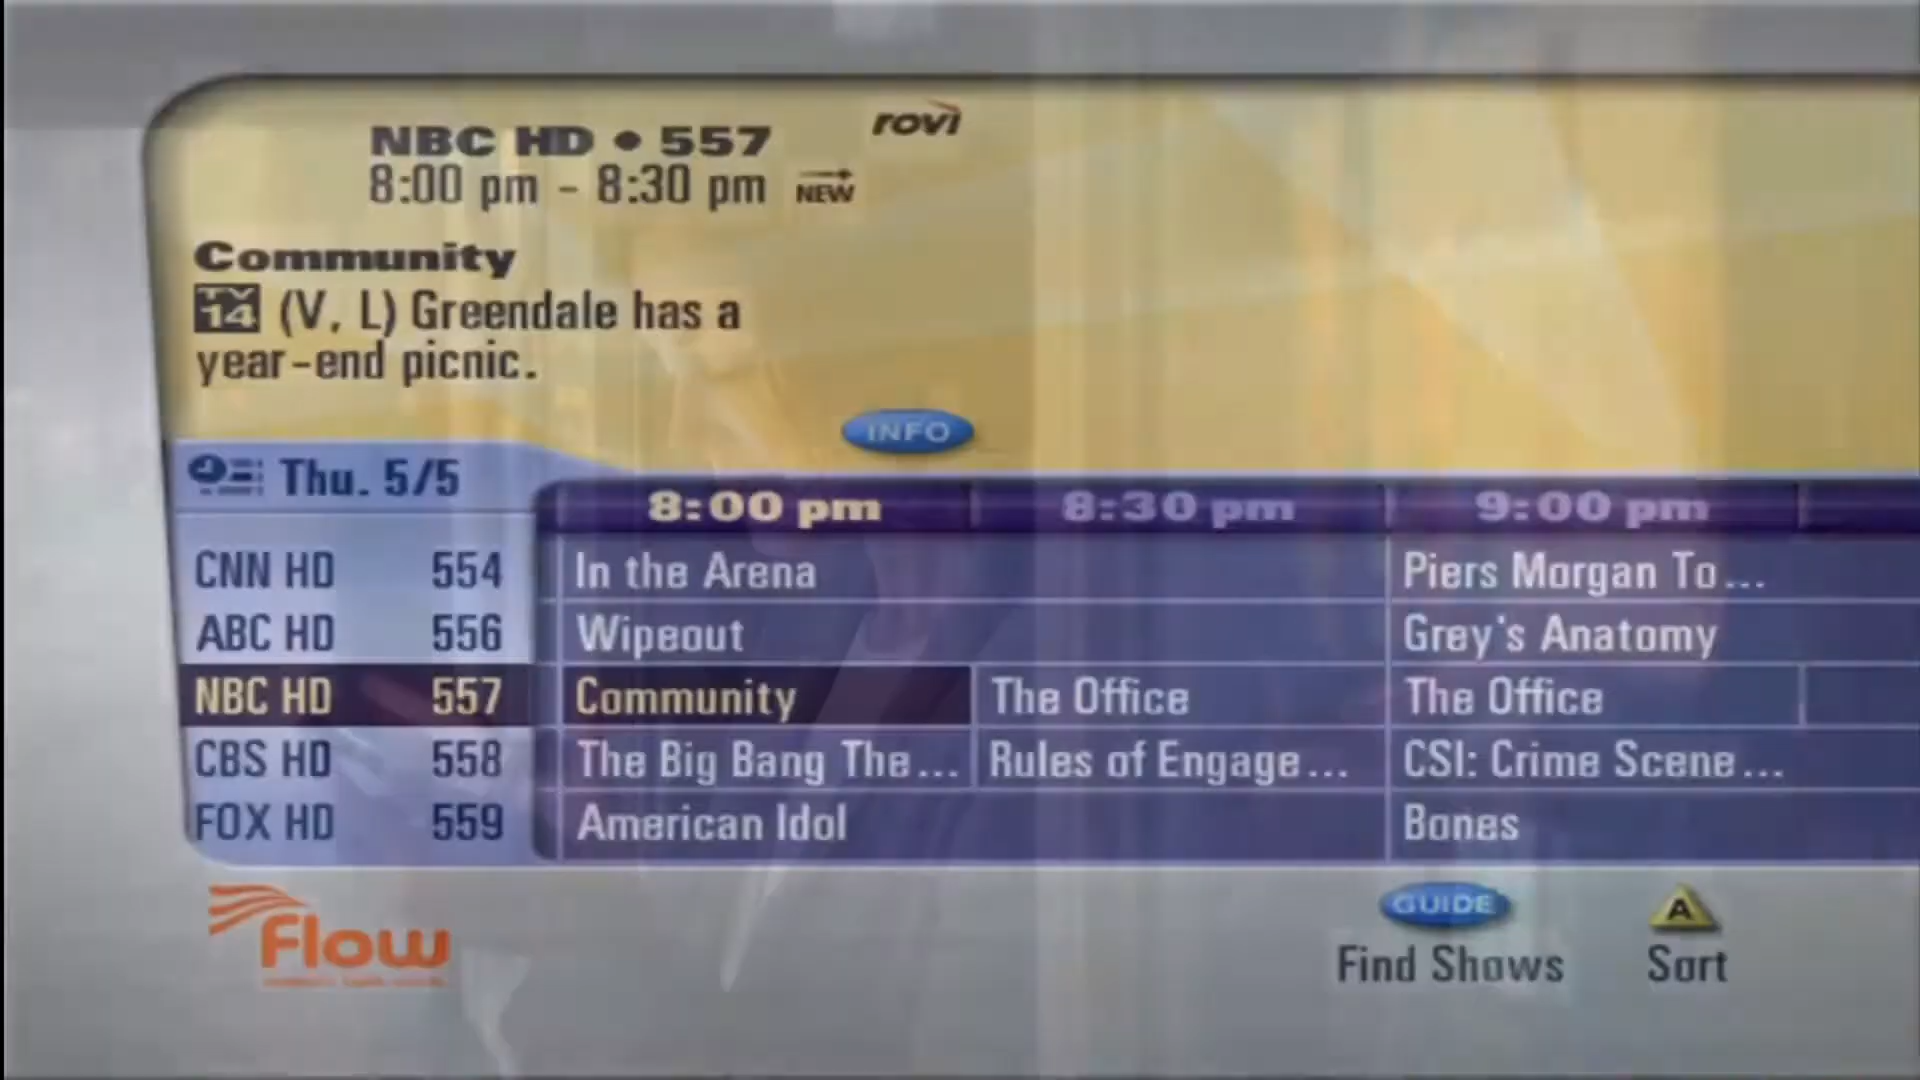 NBC HD • 557
rovi
8:00 pm - 8:30 pm NEW
Community
TV 14 (V, L) Greendale has a
year-end picnic.
INFO
Thu. 5/5
8:00 pm 8:30 pm 9:00 pm
CNN HD 554 In the Arena Piers Morgan To...
ABC HD 556 Wipeout Grey's Anatomy
NBC HD 557 Community The Office The Office
CBS HD 558 The Big Bang The... Rules of Engage... CSI: Crime Scene...
FOX HD 559 American Idol Bones
Flow
GUIDE A
Find Shows Sort